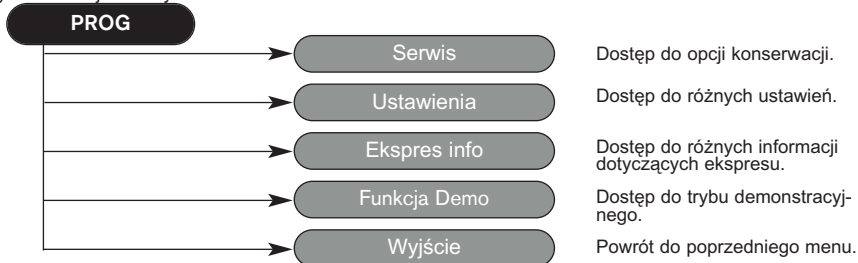 PROG
Serwis
Dostęp do opcji konserwacji.
Ustawienia
Dostęp do różnych ustawień.
Ekspres info
Dostęp do różnych informacji
dotyczących ekspresu.
Funkcja Demo
Dostęp do trybu demonstracyj-
nego.
Wyjście
Powrót do poprzedniego menu.